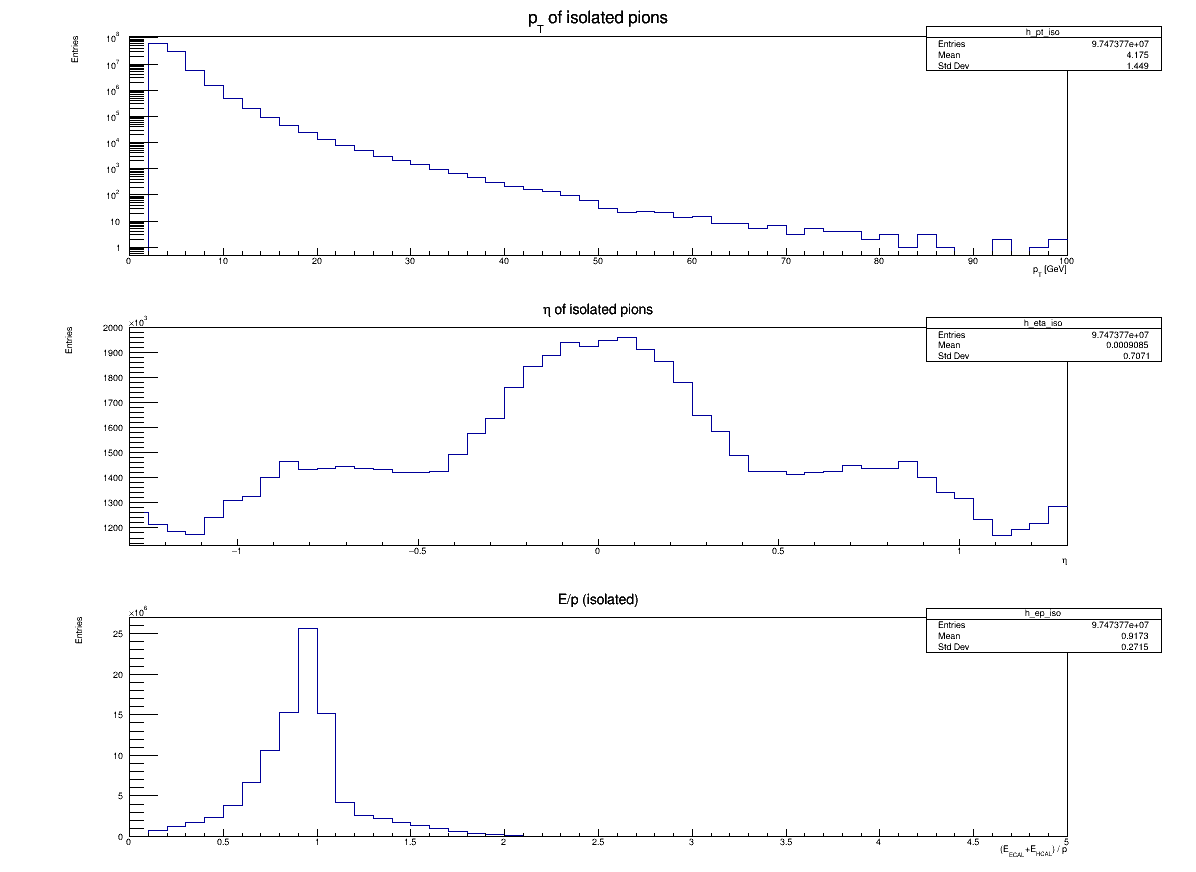 p_T of isolated pions
Entries
10^8
10^7
10^6
10^5
10^4
10^3
10^2
10
1
0 10 20 30 40 50 60 70 80 90 100
p_T [GeV]
h_pt_iso
Entries 9.747377e+07
Mean 4.175
Std Dev 1.449
η of isolated pions
Entries
×10^3
2000
1900
1800
1700
1600
1500
1400
1300
1200
−1 −0.5 0 0.5 1
η
h_eta_iso
Entries 9.747377e+07
Mean 0.0009085
Std Dev 0.7071
E/p (isolated)
Entries
×10^6
25
20
15
10
5
0
0 0.5 1 1.5 2 2.5 3 3.5 4 4.5 5
(E_ECAL+E_HCAL) / p
h_ep_iso
Entries 9.747377e+07
Mean 0.9173
Std Dev 0.2715